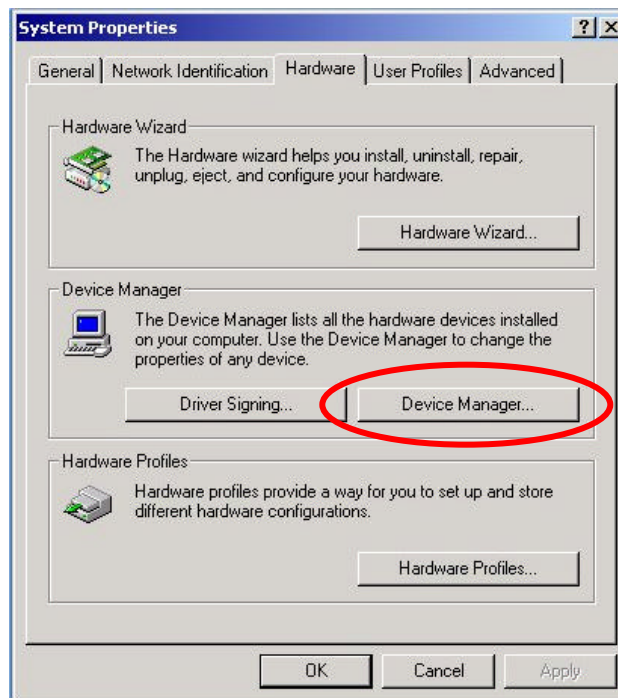 System Properties
General Network Identification Hardware User Profiles Advanced
Hardware Wizard
The Hardware wizard helps you install, uninstall, repair,
unplug, eject, and configure your hardware.
Hardware Wizard...
Device Manager
The Device Manager lists all the hardware devices installed
on your computer. Use the Device Manager to change the
properties of any device.
Driver Signing... Device Manager...
Hardware Profiles
Hardware profiles provide a way for you to set up and store
different hardware configurations.
Hardware Profiles...
OK Cancel Apply